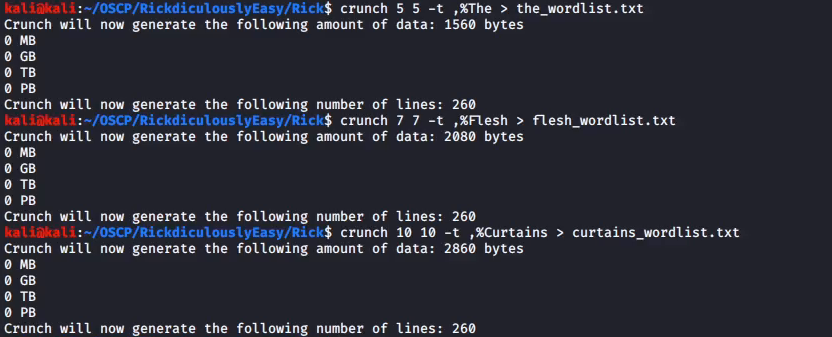 kali@kali:~/OSCP/RickdiculouslyEasy/Rick$ crunch 5 5 -t ,%The > the_wordlist.txt
Crunch will now generate the following amount of data: 1560 bytes
0 MB
0 GB
0 TB
0 PB
Crunch will now generate the following number of lines: 260
kali@kali:~/OSCP/RickdiculouslyEasy/Rick$ crunch 7 7 -t ,%Flesh > flesh_wordlist.txt
Crunch will now generate the following amount of data: 2080 bytes
0 MB
0 GB
0 TB
0 PB
Crunch will now generate the following number of lines: 260
kali@kali:~/OSCP/RickdiculouslyEasy/Rick$ crunch 10 10 -t ,%Curtains > curtains_wordlist.txt
Crunch will now generate the following amount of data: 2860 bytes
0 MB
0 GB
0 TB
0 PB
Crunch will now generate the following number of lines: 260